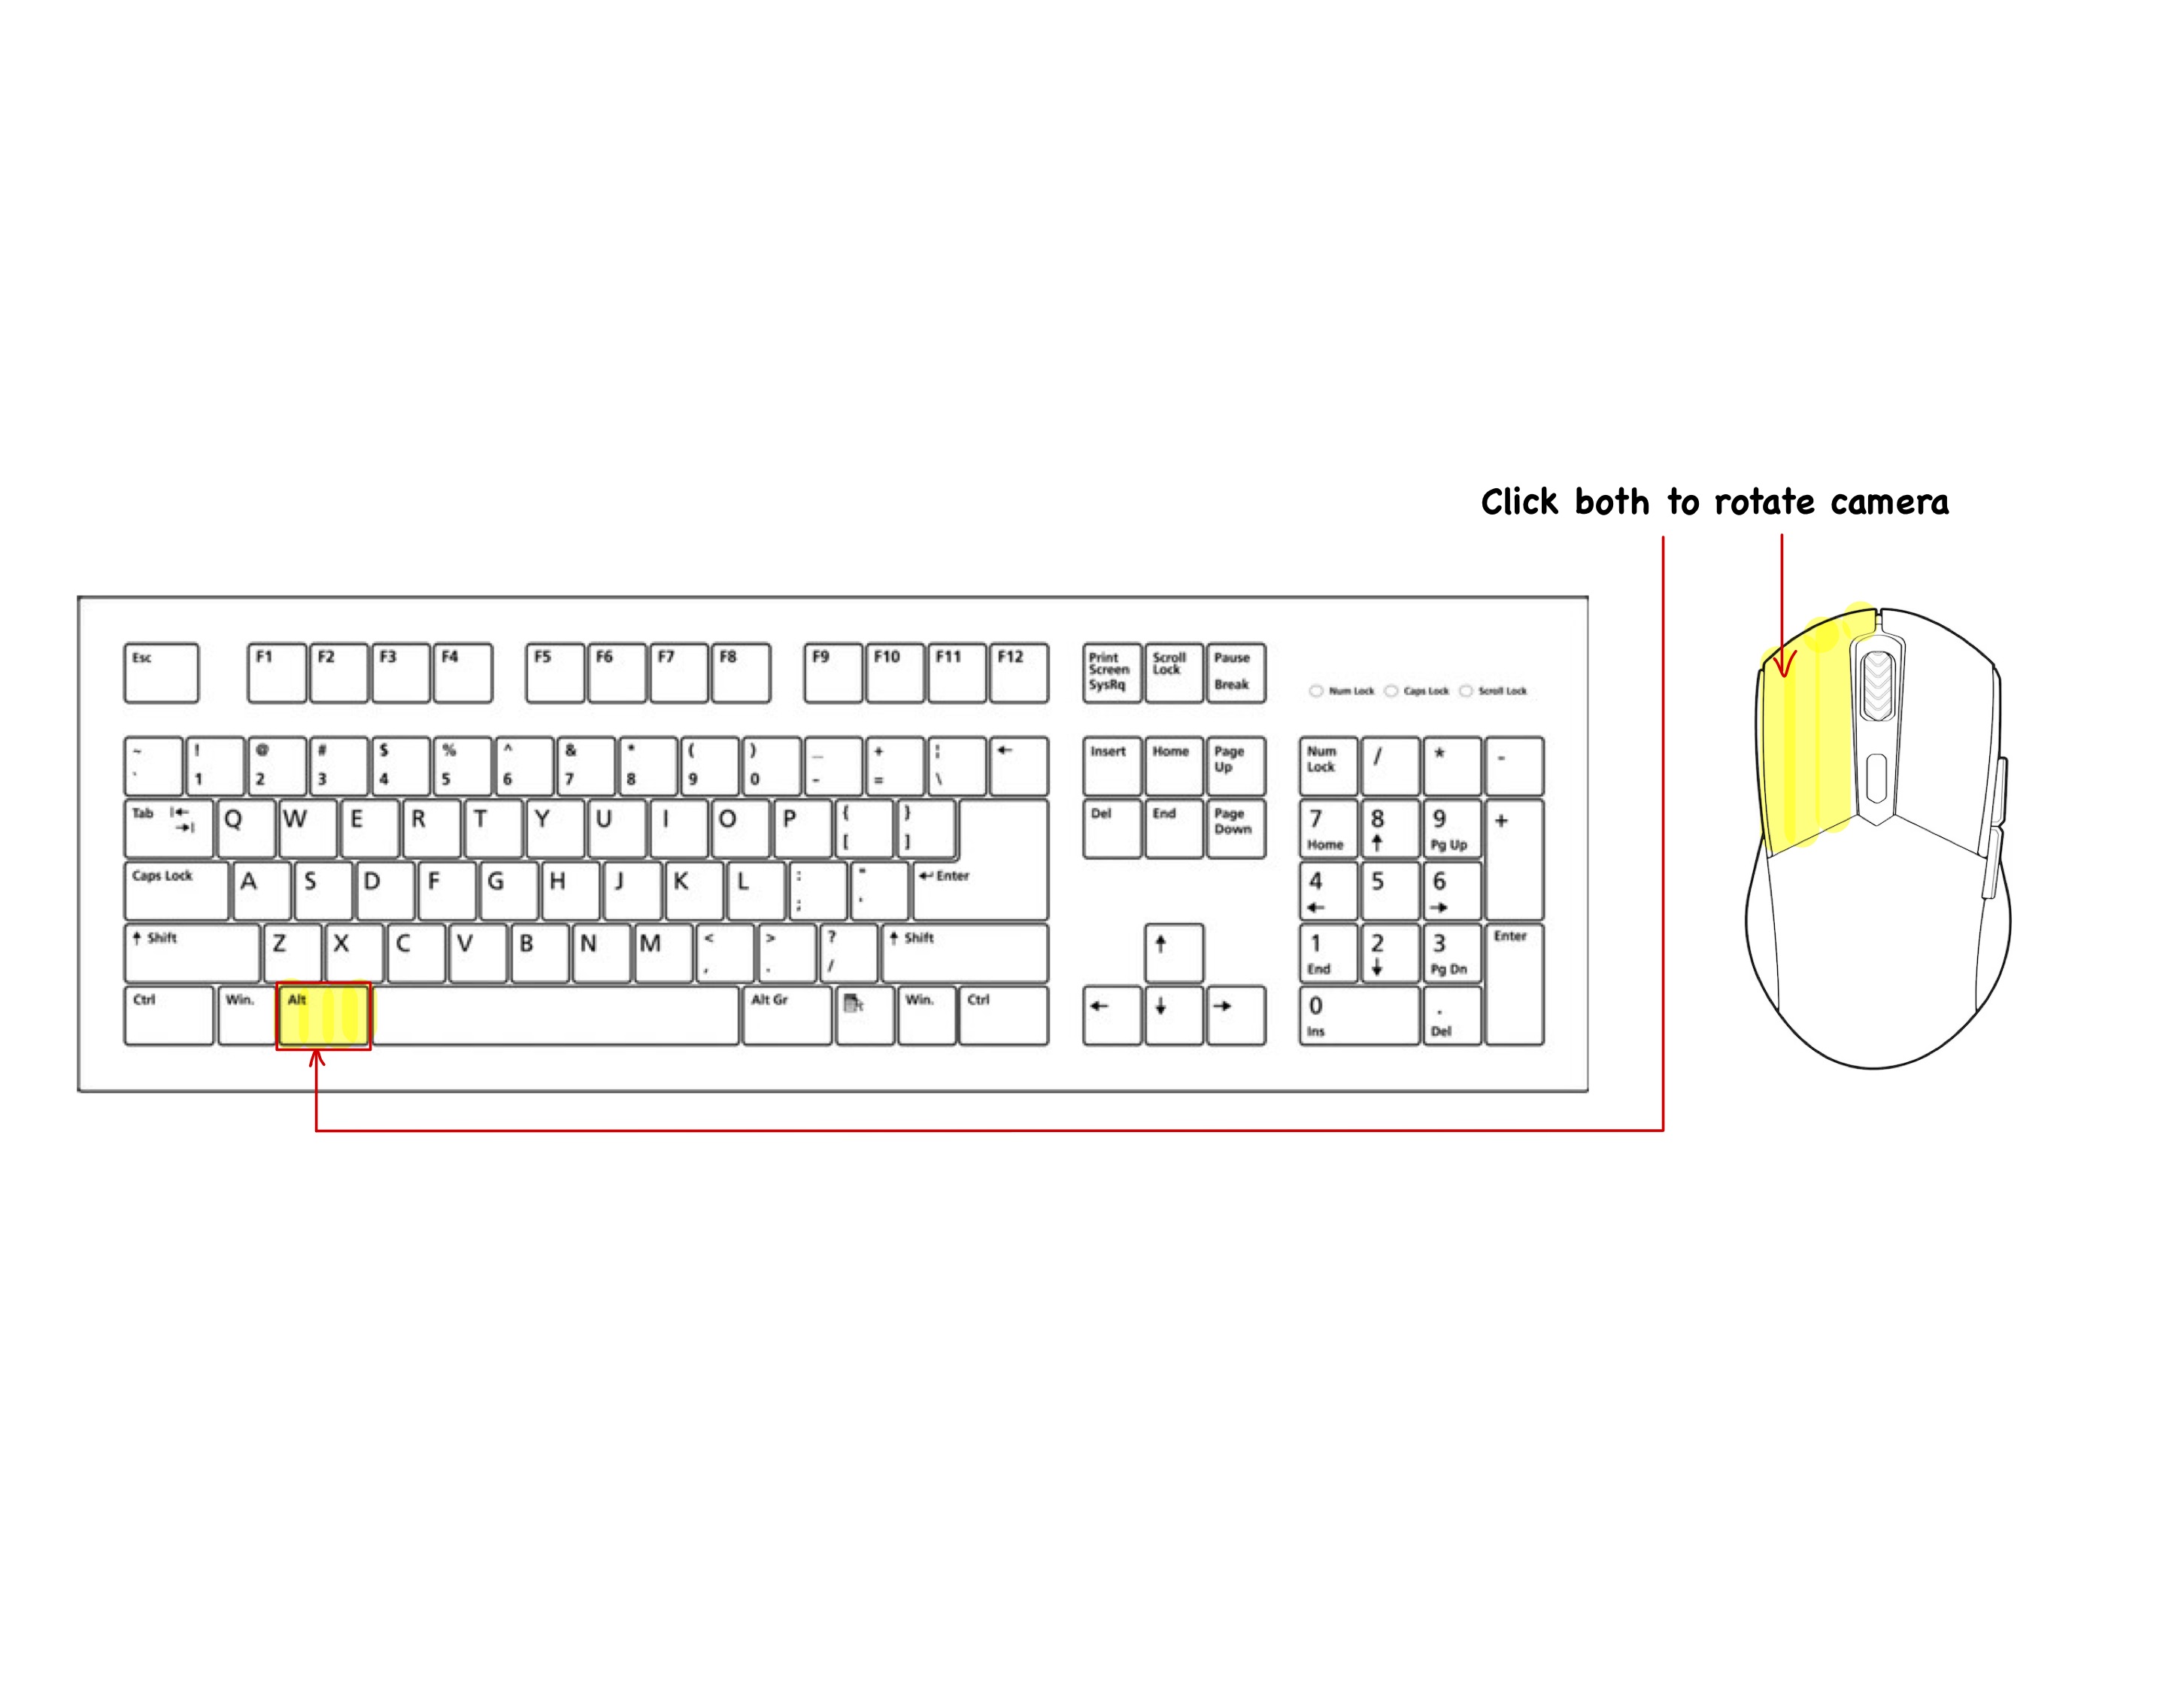 Click both to rotate camera
Esc F1 F2 F3 F4 F5 F6 F7 F8 F9 F10 F11 F12 Print Screen SysRq Scroll Lock Pause Break
Num Lock Caps Lock Scroll Lock
~ ` ! 1 @ 2 # 3 $ 4 % 5 ^ 6 & 7 * 8 ( 9 ) 0 _ - + = ¦ \ ← Insert Home Page Up Num Lock / * -
Tab |← →| Q W E R T Y U I O P { [ } ] Del End Page Down 7 Home 8 ↑ 9 Pg Up +
Caps Lock A S D F G H J K L : ; " ' ↵ Enter 4 ← 5 6 →
↑ Shift Z X C V B N M < , > . ? / ↑ Shift ↑ 1 End 2 ↓ 3 Pg Dn Enter
Ctrl Win. Alt Alt Gr Win. Ctrl ← ↓ → 0 Ins . Del